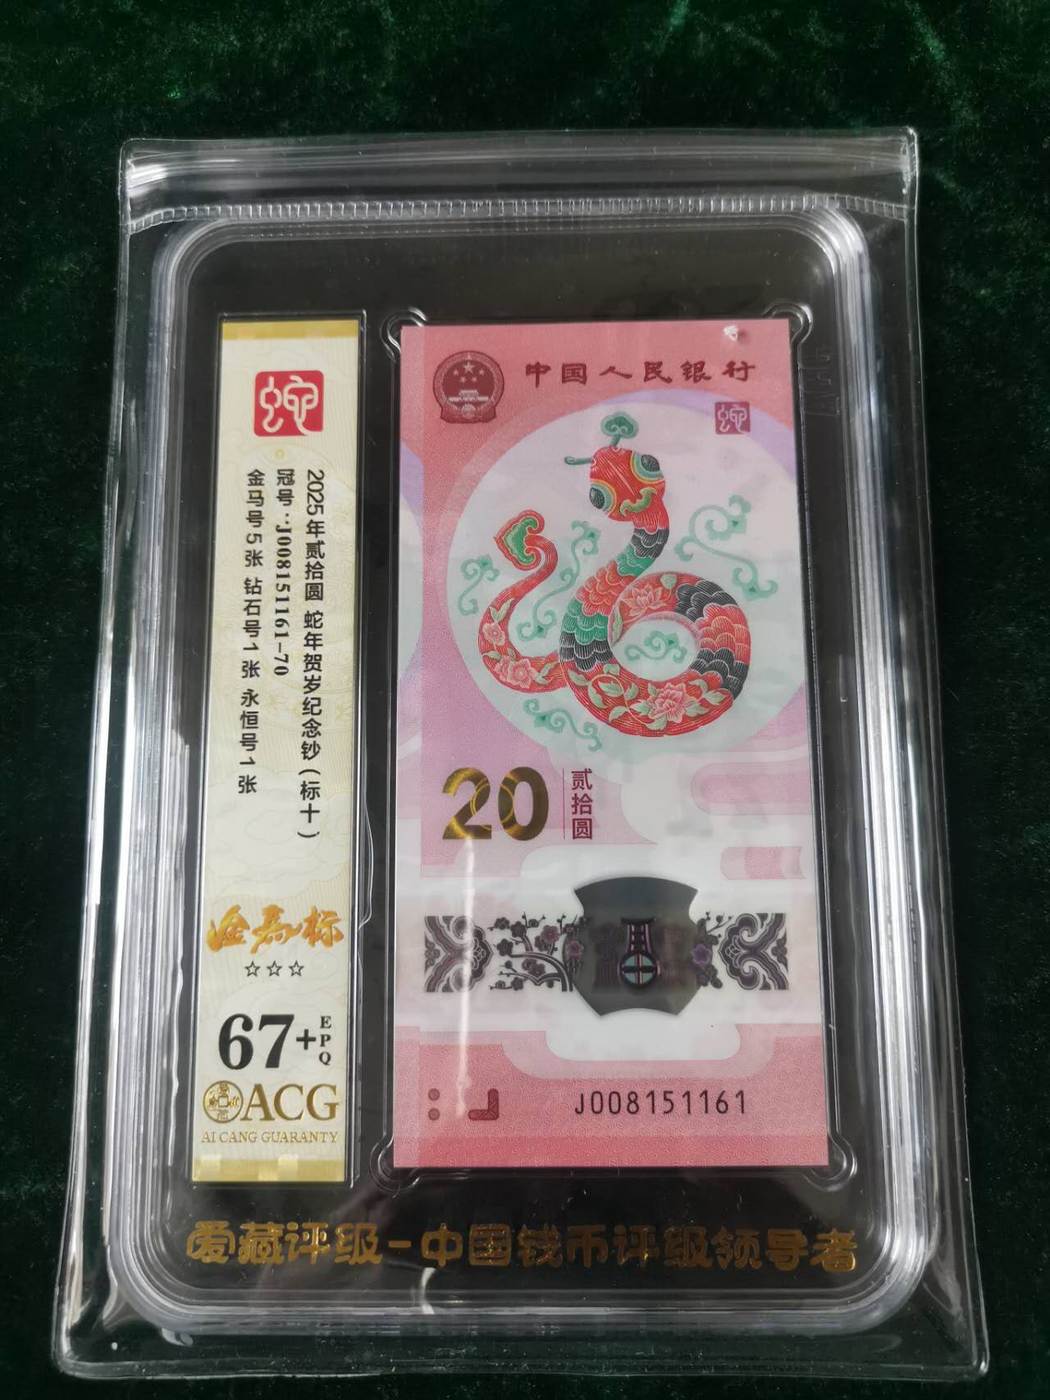 蛇
2025年贰拾圆 蛇年贺岁纪念钞（标十）
冠号：J008151161-70
金马号5张 钻石号1张 永恒号1张
金马标
☆☆☆
67+ EPQ
ACG
AI CANG GUARANTY
中国人民银行
蛇
20 贰拾圆
J008151161
爱藏评级-中国钱币评级领导者